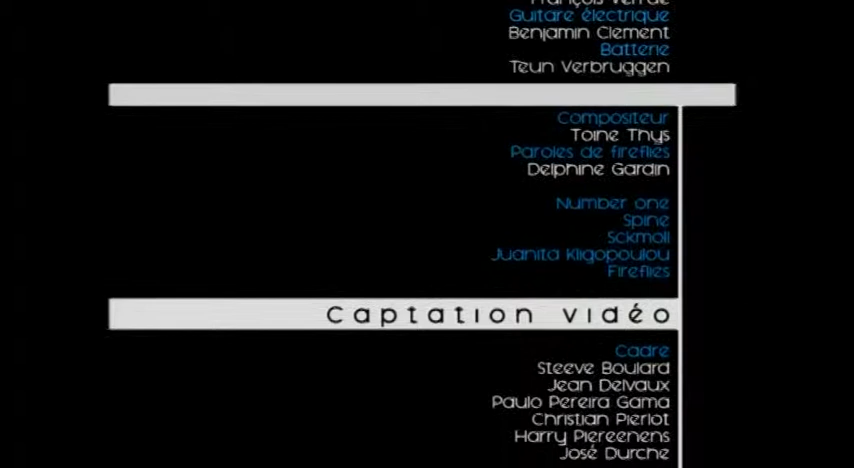 Guitare électrique
Benjamin Clement
Batterie
Teun Verbruggen
Compositeur
Toine Thys
Paroles de fireflies
Delphine Gardin
Number one
Spine
Sckmoll
Juanita Kligopoulou
Fireflies
Captation vidéo
Cadre
Steeve Boulard
Jean Delvaux
Paulo Pereira Gama
Christian Pierlot
Harry Piereenens
José Durche